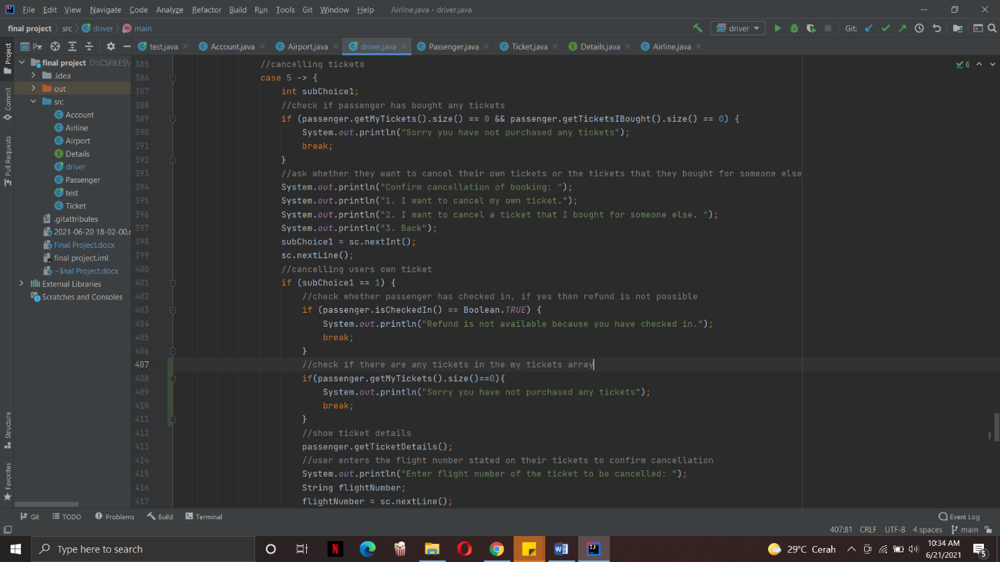 File Edit View Navigate Code Analyze Refactor Build Run Tools Git Window Help Airline.java - driver.java
final project src driver main driver Git:
Project
Commit
Pull Requests
Structure
Favorites
test.java Account.java Airport.java driver.java Passenger.java Ticket.java Details.java Airline.java
final project D:\CSFILES\
.idea
out
src
Account
Airline
Airport
Details
driver
Passenger
test
Ticket
.gitattributes
2021-06-20 18-02-00.
Final Project.docx
final project.iml
~$nal Project.docx
External Libraries
Scratches and Consoles
6
385 //cancelling tickets
386 case 5 -> {
387 int subChoice1;
388 //check if passenger has bought any tickets
389 if (passenger.getMyTickets().size() == 0 && passenger.getTicketsIBought().size() == 0) {
390 System.out.println("Sorry you have not purchased any tickets");
391 break;
392 }
393 //ask whether they want to cancel their own tickets or the tickets that they bought for someone else
394 System.out.println("Confirm cancellation of booking: ");
395 System.out.println("1. I want to cancel my own ticket.");
396 System.out.println("2. I want to cancel a ticket that I bought for someone else. ");
397 System.out.println("3. Back");
398 subChoice1 = sc.nextInt();
399 sc.nextLine();
400 //cancelling users own ticket
401 if (subChoice1 == 1) {
402 //check whether passenger has checked in, if yes then refund is not possible
403 if (passenger.isCheckedIn() == Boolean.TRUE) {
404 System.out.println("Refund is not available because you have checked in.");
405 break;
406 }
407 //check if there are any tickets in the my tickets array
408 if(passenger.getMyTickets().size()==0){
409 System.out.println("Sorry you have not purchased any tickets");
410 break;
411 }
412 //show ticket details
413 passenger.getTicketDetails();
414 //user enters the flight number stated on their tickets to confirm cancellation
415 System.out.println("Enter flight number of the ticket to be cancelled: ");
416 String flightNumber;
417 flightNumber = sc.nextLine();
Git TODO Problems Build Terminal Event Log
407:81 CRLF UTF-8 4 spaces main
Type here to search 29°C Cerah 10:34 AM
6/21/2021 5